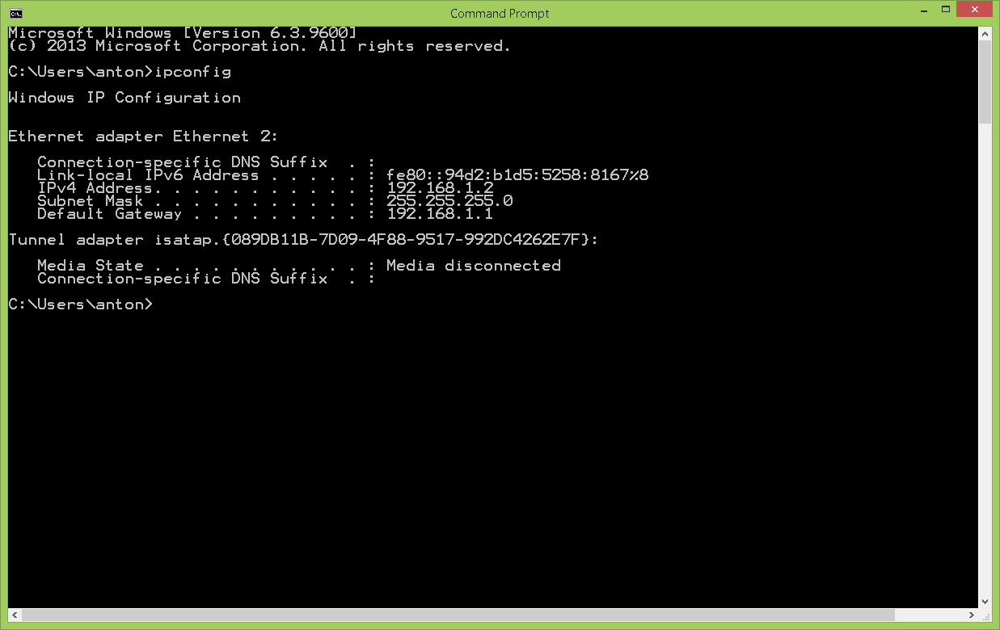 Command Prompt
Microsoft Windows [Version 6.3.9600]
(c) 2013 Microsoft Corporation. All rights reserved.
C:\Users\anton>ipconfig
Windows IP Configuration
Ethernet adapter Ethernet 2:
   Connection-specific DNS Suffix  . :
   Link-local IPv6 Address . . . . . : fe80::94d2:b1d5:5258:8167%8
   IPv4 Address. . . . . . . . . . . : 192.168.1.2
   Subnet Mask . . . . . . . . . . . : 255.255.255.0
   Default Gateway . . . . . . . . . : 192.168.1.1
Tunnel adapter isatap.{089DB11B-7D09-4F88-9517-992DC4262E7F}:
   Media State . . . . . . . . . . . : Media disconnected
   Connection-specific DNS Suffix  . :
C:\Users\anton>